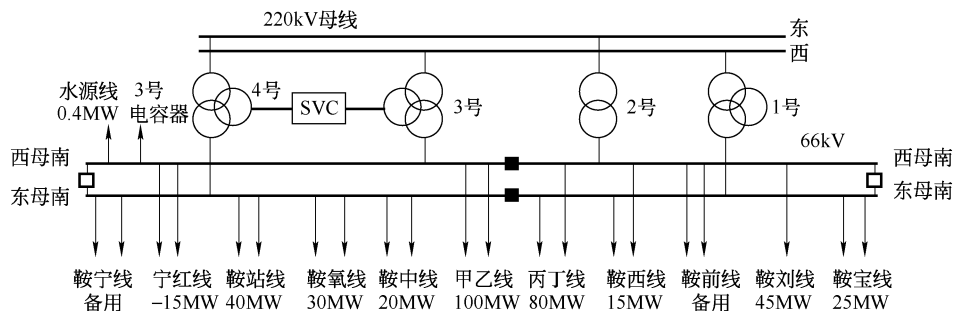 220kV母线
东
西
水源线
0.4MW
3号
电容器
4号
SVC
3号
2号
1号
66kV
西母南
西母南
东母南
东母南
鞍宁线
备用
宁红线
−15MW
鞍站线
40MW
鞍氧线
30MW
鞍中线
20MW
甲乙线
100MW
丙丁线
80MW
鞍西线
15MW
鞍前线
备用
鞍刘线
45MW
鞍宝线
25MW